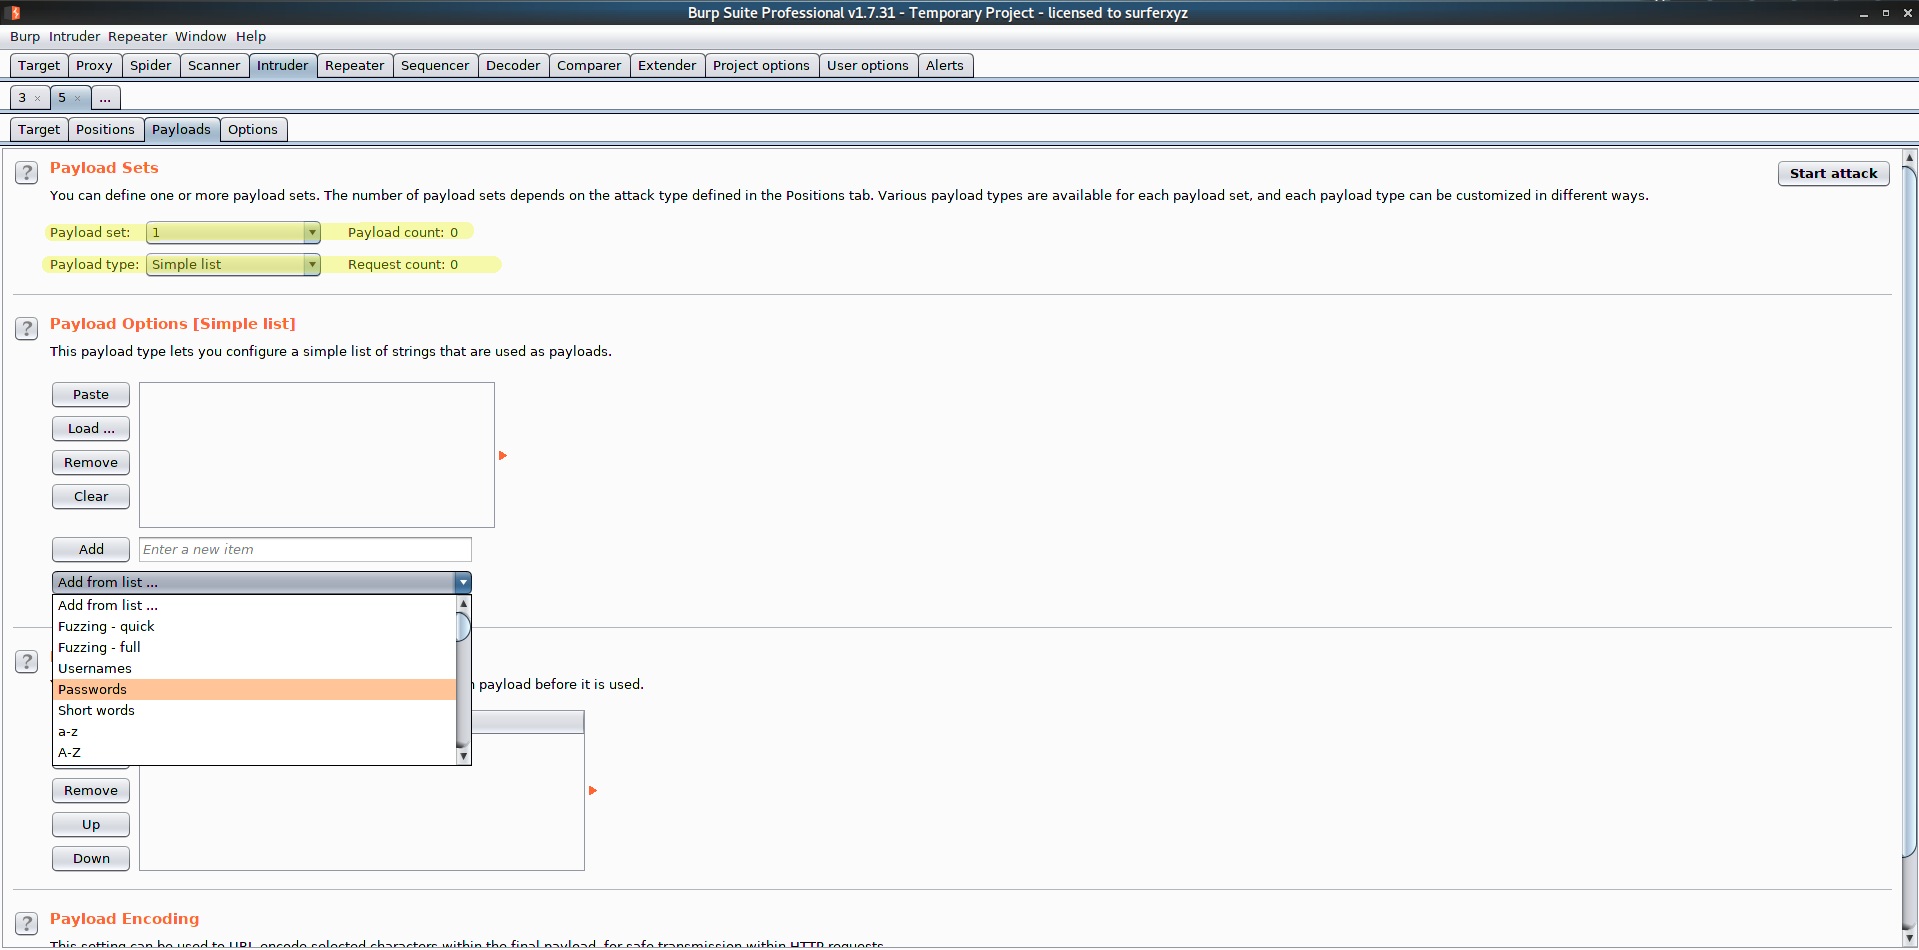 Burp Suite Professional v1.7.31 - Temporary Project - licensed to surferxyz
Burp Intruder Repeater Window Help
Target Proxy Spider Scanner Intruder Repeater Sequencer Decoder Comparer Extender Project options User options Alerts
3 × 5 × ...
Target Positions Payloads Options
? Payload Sets
Start attack
You can define one or more payload sets. The number of payload sets depends on the attack type defined in the Positions tab. Various payload types are available for each payload set, and each payload type can be customized in different ways.
Payload set: 1 Payload count: 0
Payload type: Simple list Request count: 0
? Payload Options [Simple list]
This payload type lets you configure a simple list of strings that are used as payloads.
Paste
Load ...
Remove
Clear
Add Enter a new item
Add from list ...
Add from list ...
Fuzzing - quick
Fuzzing - full
Usernames
?
Passwords
payload before it is used.
Short words
a-z
A-Z
Remove
Up
Down
? Payload Encoding
This setting can be used to URL-encode selected characters within the final payload, for safe transmission within HTTP requests.